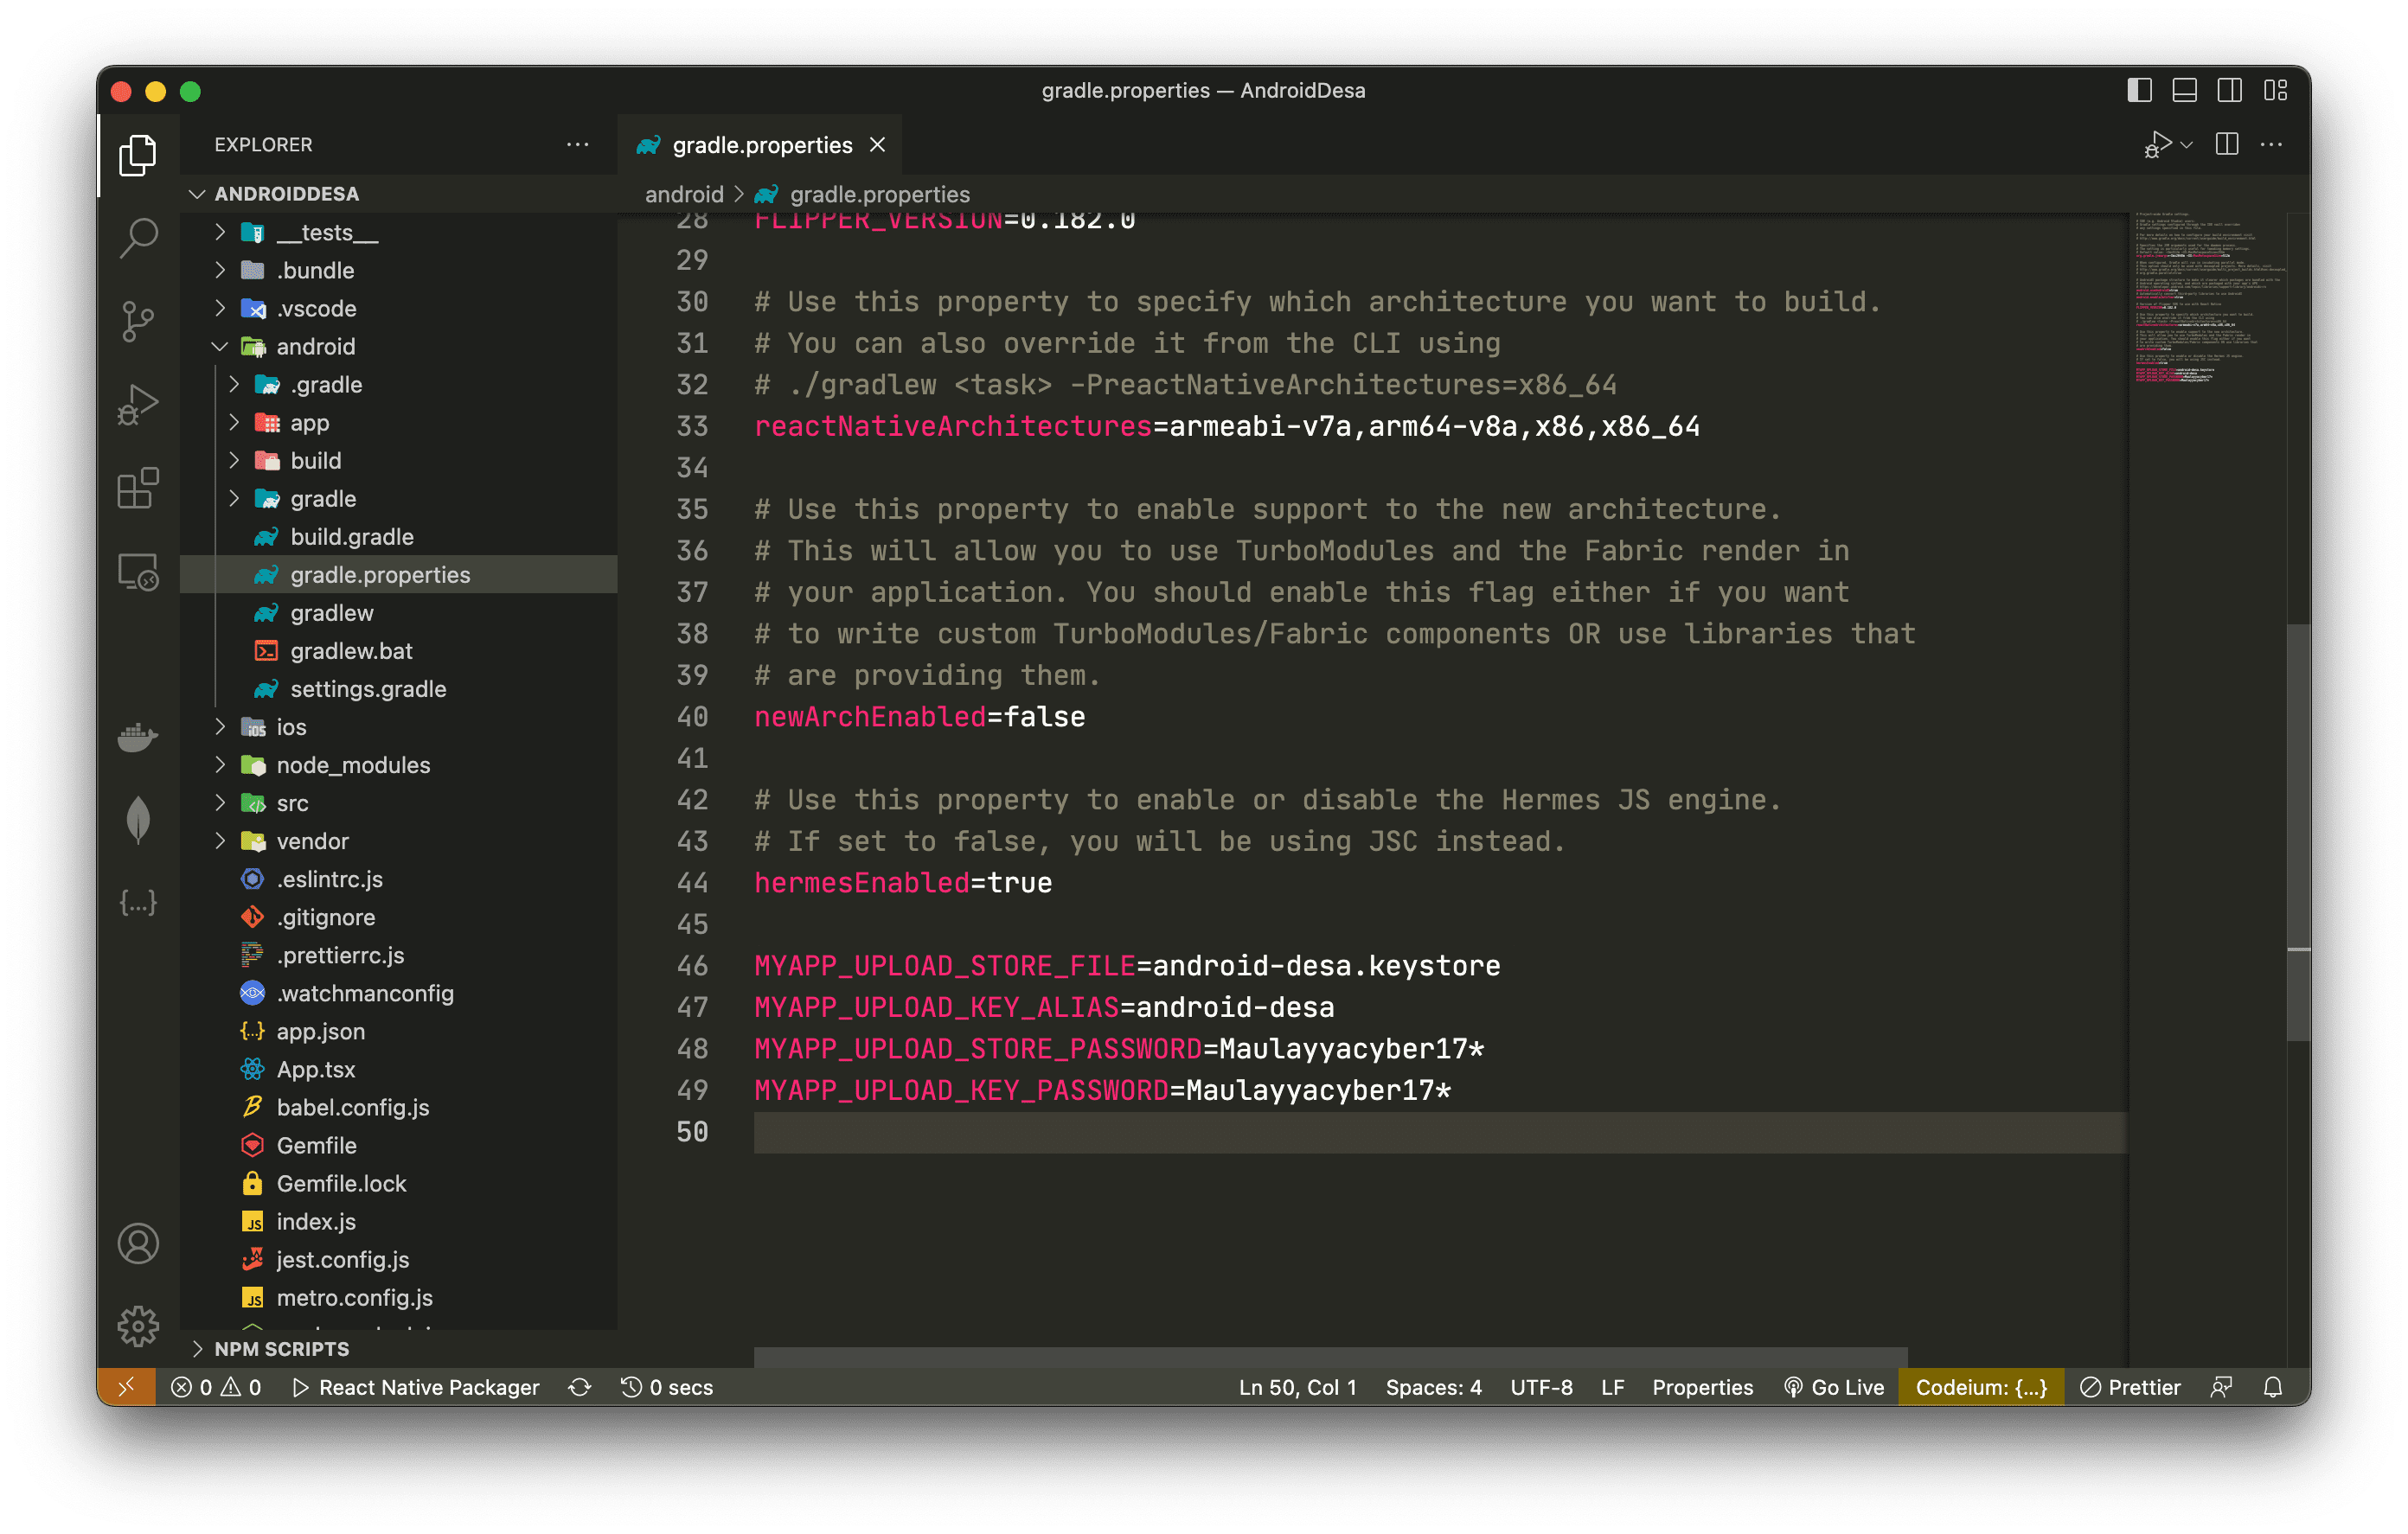 gradle.properties — AndroidDesa
EXPLORER
gradle.properties
ANDROIDDESA
android > gradle.properties
__tests__
.bundle
.vscode
android
.gradle
app
build
gradle
build.gradle
gradle.properties
gradlew
gradlew.bat
settings.gradle
ios
node_modules
src
vendor
.eslintrc.js
.gitignore
.prettierrc.js
.watchmanconfig
app.json
App.tsx
babel.config.js
Gemfile
Gemfile.lock
index.js
jest.config.js
metro.config.js
NPM SCRIPTS
28 FLIPPER_VERSION=0.182.0
29
30 # Use this property to specify which architecture you want to build.
31 # You can also override it from the CLI using
32 # ./gradlew <task> -PreactNativeArchitectures=x86_64
33 reactNativeArchitectures=armeabi-v7a,arm64-v8a,x86,x86_64
34
35 # Use this property to enable support to the new architecture.
36 # This will allow you to use TurboModules and the Fabric render in
37 # your application. You should enable this flag either if you want
38 # to write custom TurboModules/Fabric components OR use libraries that
39 # are providing them.
40 newArchEnabled=false
41
42 # Use this property to enable or disable the Hermes JS engine.
43 # If set to false, you will be using JSC instead.
44 hermesEnabled=true
45
46 MYAPP_UPLOAD_STORE_FILE=android-desa.keystore
47 MYAPP_UPLOAD_KEY_ALIAS=android-desa
48 MYAPP_UPLOAD_STORE_PASSWORD=Maulayyacyber17*
49 MYAPP_UPLOAD_KEY_PASSWORD=Maulayyacyber17*
50
0 0 React Native Packager 0 secs Ln 50, Col 1 Spaces: 4 UTF-8 LF Properties Go Live Codeium: {...} Prettier